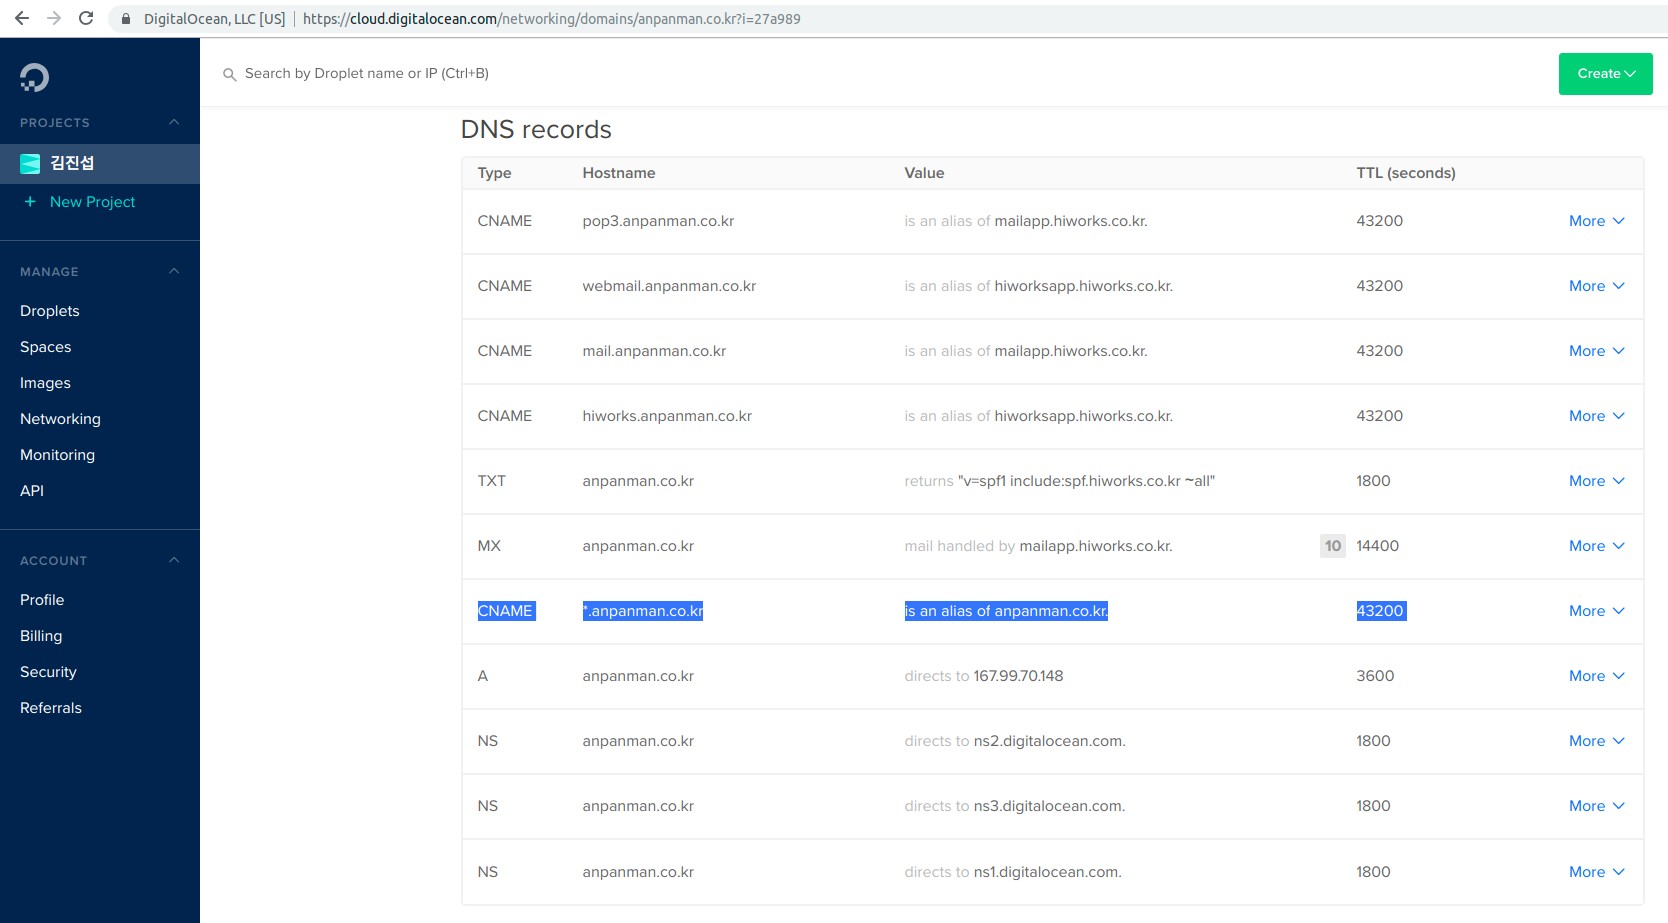 DigitalOcean, LLC [US] | https://cloud.digitalocean.com/networking/domains/anpanman.co.kr?i=27a989
Search by Droplet name or IP (Ctrl+B)
Create
PROJECTS
김진섭
+ New Project
MANAGE
Droplets
Spaces
Images
Networking
Monitoring
API
ACCOUNT
Profile
Billing
Security
Referrals
DNS records
Type Hostname Value TTL (seconds)
CNAME pop3.anpanman.co.kr is an alias of mailapp.hiworks.co.kr. 43200 More
CNAME webmail.anpanman.co.kr is an alias of hiworksapp.hiworks.co.kr. 43200 More
CNAME mail.anpanman.co.kr is an alias of mailapp.hiworks.co.kr. 43200 More
CNAME hiworks.anpanman.co.kr is an alias of hiworksapp.hiworks.co.kr. 43200 More
TXT anpanman.co.kr returns "v=spf1 include:spf.hiworks.co.kr ~all" 1800 More
MX anpanman.co.kr mail handled by mailapp.hiworks.co.kr. 10 14400 More
CNAME *.anpanman.co.kr is an alias of anpanman.co.kr. 43200 More
A anpanman.co.kr directs to 167.99.70.148 3600 More
NS anpanman.co.kr directs to ns2.digitalocean.com. 1800 More
NS anpanman.co.kr directs to ns3.digitalocean.com. 1800 More
NS anpanman.co.kr directs to ns1.digitalocean.com. 1800 More